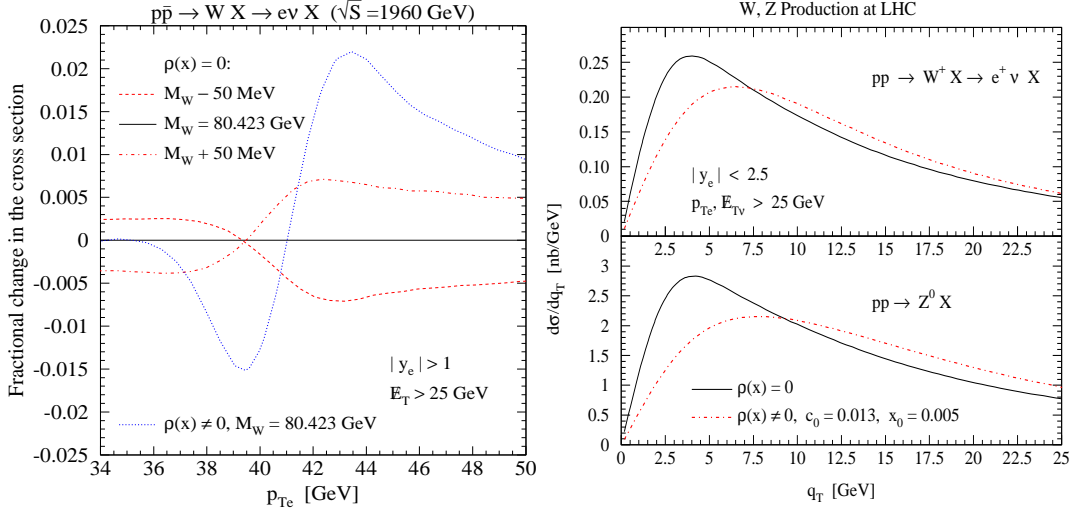 pp̄ → W X → eν X (√S =1960 GeV)
Fractional change in the cross section
0.025
0.02
0.015
0.01
0.005
0
-0.005
-0.01
-0.015
-0.02
-0.025
ρ(x) = 0:
M_W − 50 MeV
M_W = 80.423 GeV
M_W + 50 MeV
| y_e | > 1
E̸_T > 25 GeV
ρ(x) ≠ 0, M_W = 80.423 GeV
34 36 38 40 42 44 46 48 50
p_Te [GeV]
W, Z Production at LHC
dσ/dq_T [nb/GeV]
0.25
0.20
0.15
0.10
0.05
0.00
pp → W⁺ X → e⁺ ν X
| y_e | < 2.5
p_Te, E̸_Tν > 25 GeV
0 2.5 5 7.5 10 12.5 15 17.5 20 22.5 25
3
2.5
2
1.5
1
0.5
0
pp → Z⁰ X
ρ(x) = 0
ρ(x) ≠ 0, c₀ = 0.013, x₀ = 0.005
0 2.5 5 7.5 10 12.5 15 17.5 20 22.5 25
q_T [GeV]